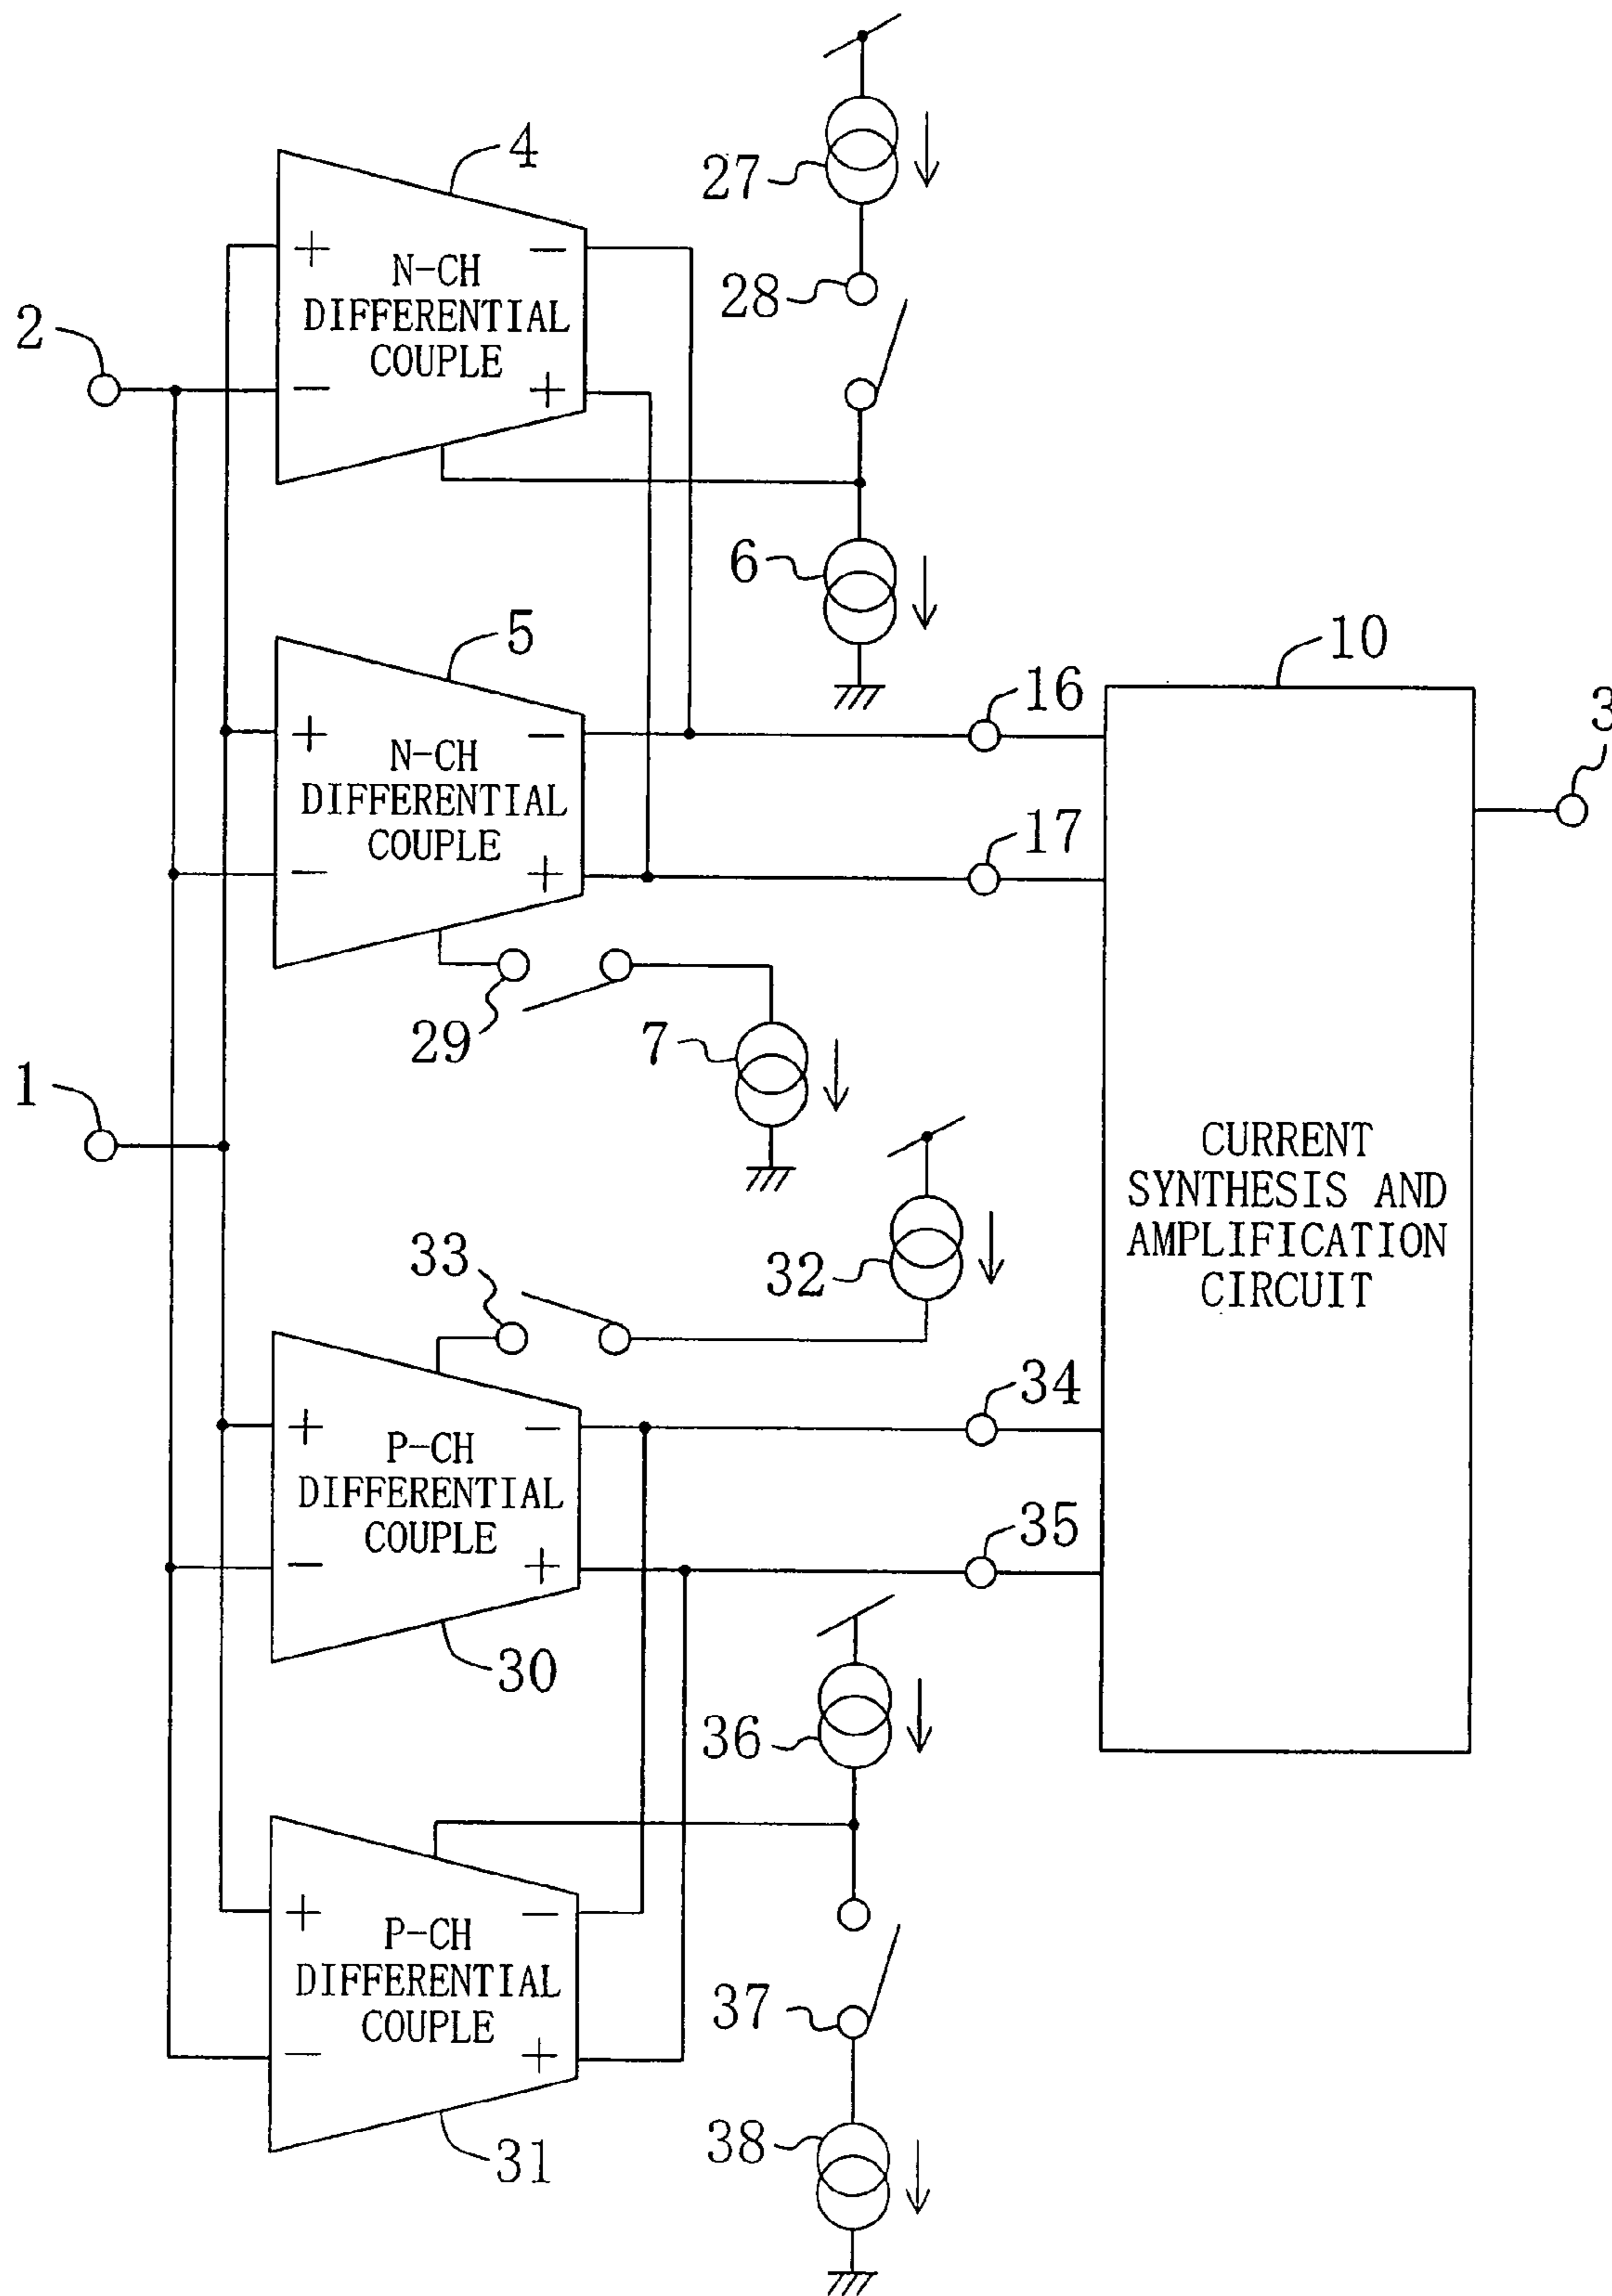 4
+ −
N-CH
DIFFERENTIAL
COUPLE
− +
27
28
2
6
5
+ −
N-CH
DIFFERENTIAL
COUPLE
− +
16
10
3
17
29
7
1
CURRENT
SYNTHESIS AND
AMPLIFICATION
CIRCUIT
33
32
+ −
P-CH
DIFFERENTIAL
COUPLE
− +
34
35
30
36
+ −
P-CH
DIFFERENTIAL
COUPLE
− +
37
31
38